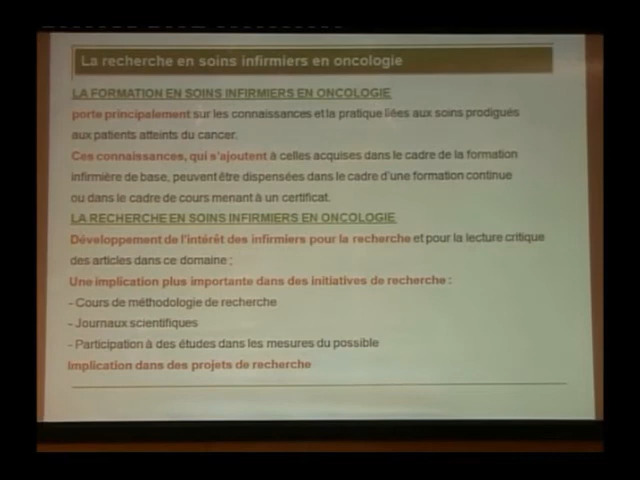 La recherche en soins infirmiers en oncologie
LA FORMATION EN SOINS INFIRMIERS EN ONCOLOGIE
porte principalement sur les connaissances et la pratique liées aux soins prodigués
aux patients atteints du cancer.
Ces connaissances, qui s'ajoutent à celles acquises dans le cadre de la formation
infirmière de base, peuvent être dispensées dans le cadre d'une formation continue
ou dans le cadre de cours menant à un certificat.
LA RECHERCHE EN SOINS INFIRMIERS EN ONCOLOGIE
Développement de l'intérêt des infirmiers pour la recherche et pour la lecture critique
des articles dans ce domaine ;
Une implication plus importante dans des initiatives de recherche :
- Cours de méthodologie de recherche
- Journaux scientifiques
- Participation à des études dans les mesures du possible
Implication dans des projets de recherche